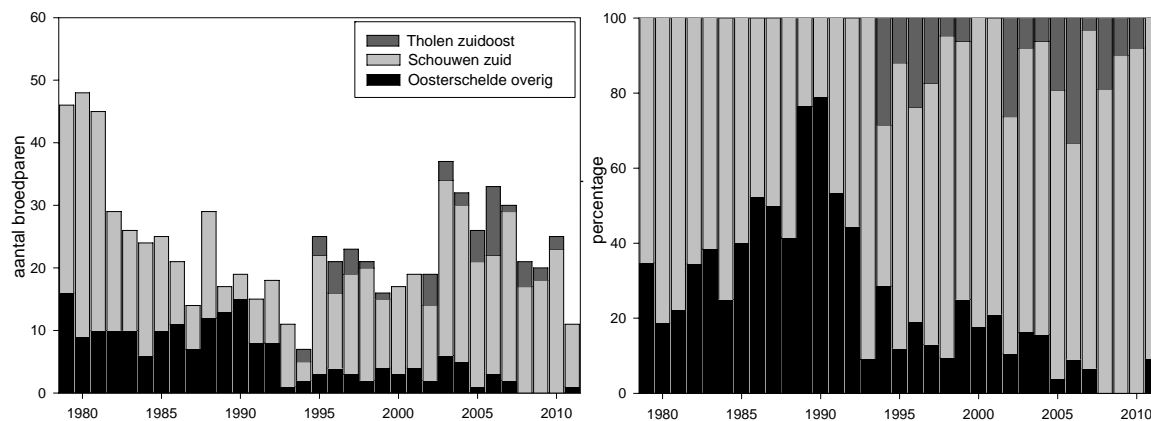 60
50
40
30
20
10
0
aantal broedparen
Tholen zuidoost
Schouwen zuid
Oosterschelde overig
1980 1985 1990 1995 2000 2005 2010
100
80
60
40
20
0
percentage
1980 1985 1990 1995 2000 2005 2010